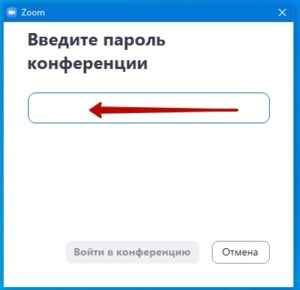 Zoom
Введите пароль
конференции
Войти в конференцию
Отмена